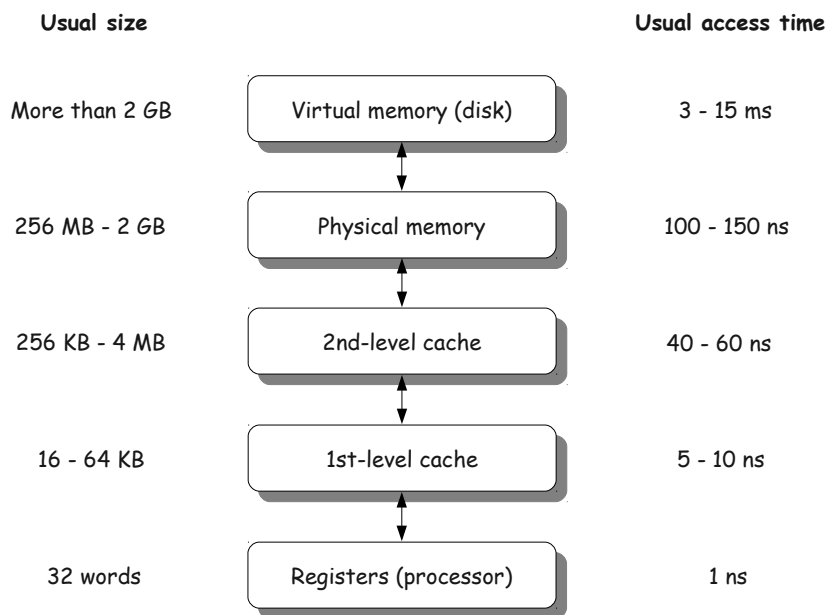 Usual size
Usual access time
More than 2 GB
Virtual memory (disk)
3 - 15 ms
256 MB - 2 GB
Physical memory
100 - 150 ns
256 KB - 4 MB
2nd-level cache
40 - 60 ns
16 - 64 KB
1st-level cache
5 - 10 ns
32 words
Registers (processor)
1 ns